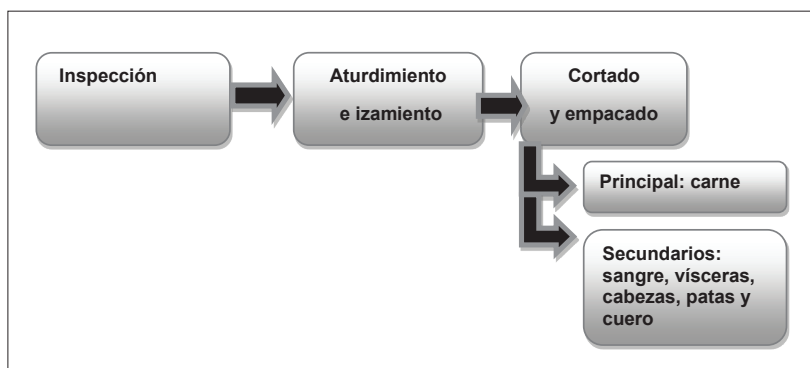 Inspección
Aturdimiento
e izamiento
Cortado
y empacado
Principal: carne
Secundarios:
sangre, vísceras,
cabezas, patas y
cuero